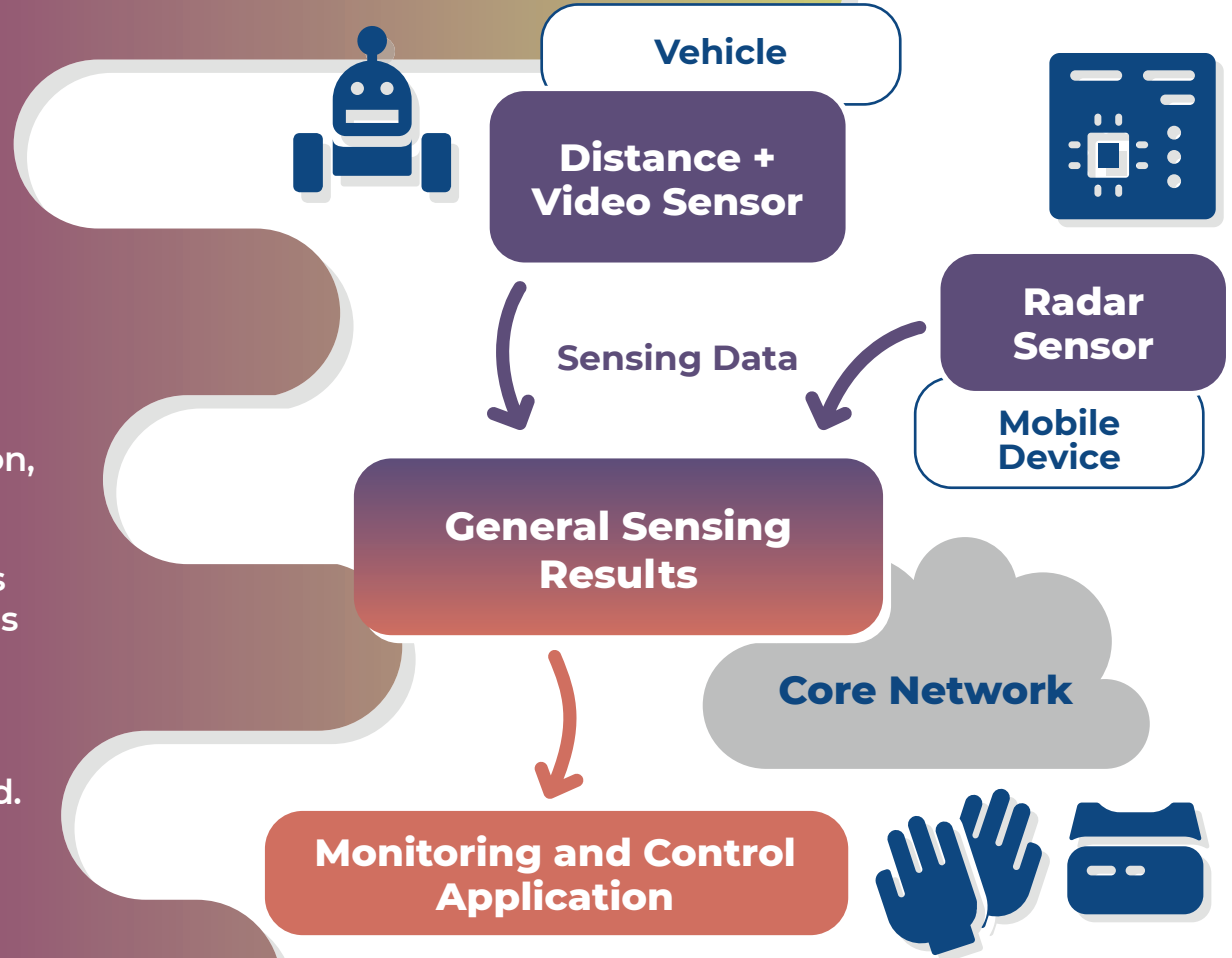 Vehicle
Distance +
Video Sensor
Radar
Sensor
Sensing Data
Mobile
Device
General Sensing
Results
Core Network
Monitoring and Control
Application